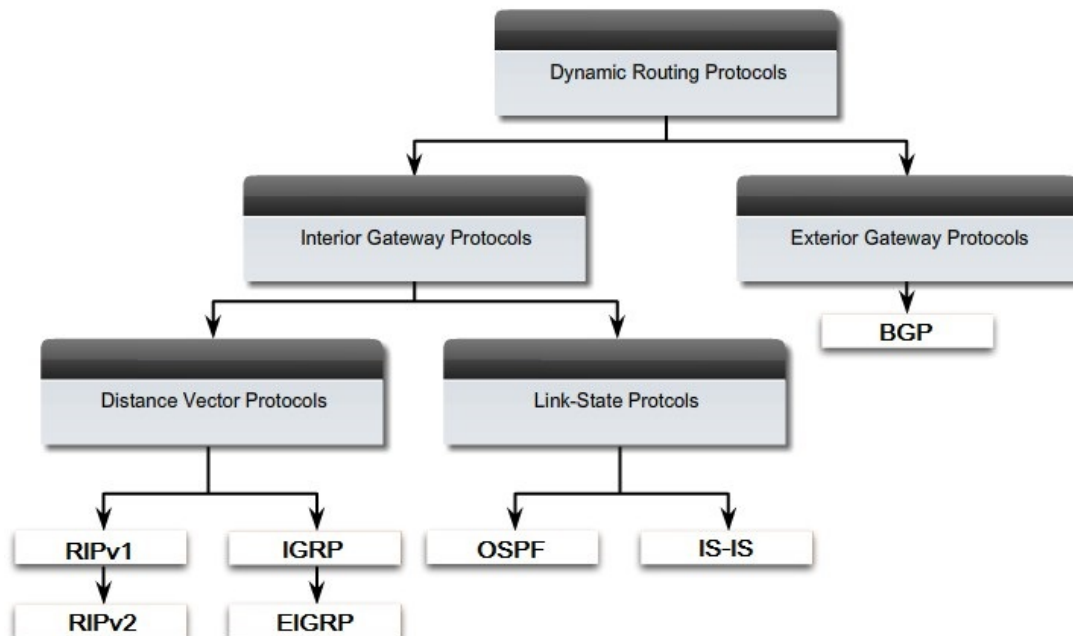 Dynamic Routing Protocols
Interior Gateway Protocols
Exterior Gateway Protocols
BGP
Distance Vector Protocols
Link-State Protcols
RIPv1
IGRP
OSPF
IS-IS
RIPv2
EIGRP